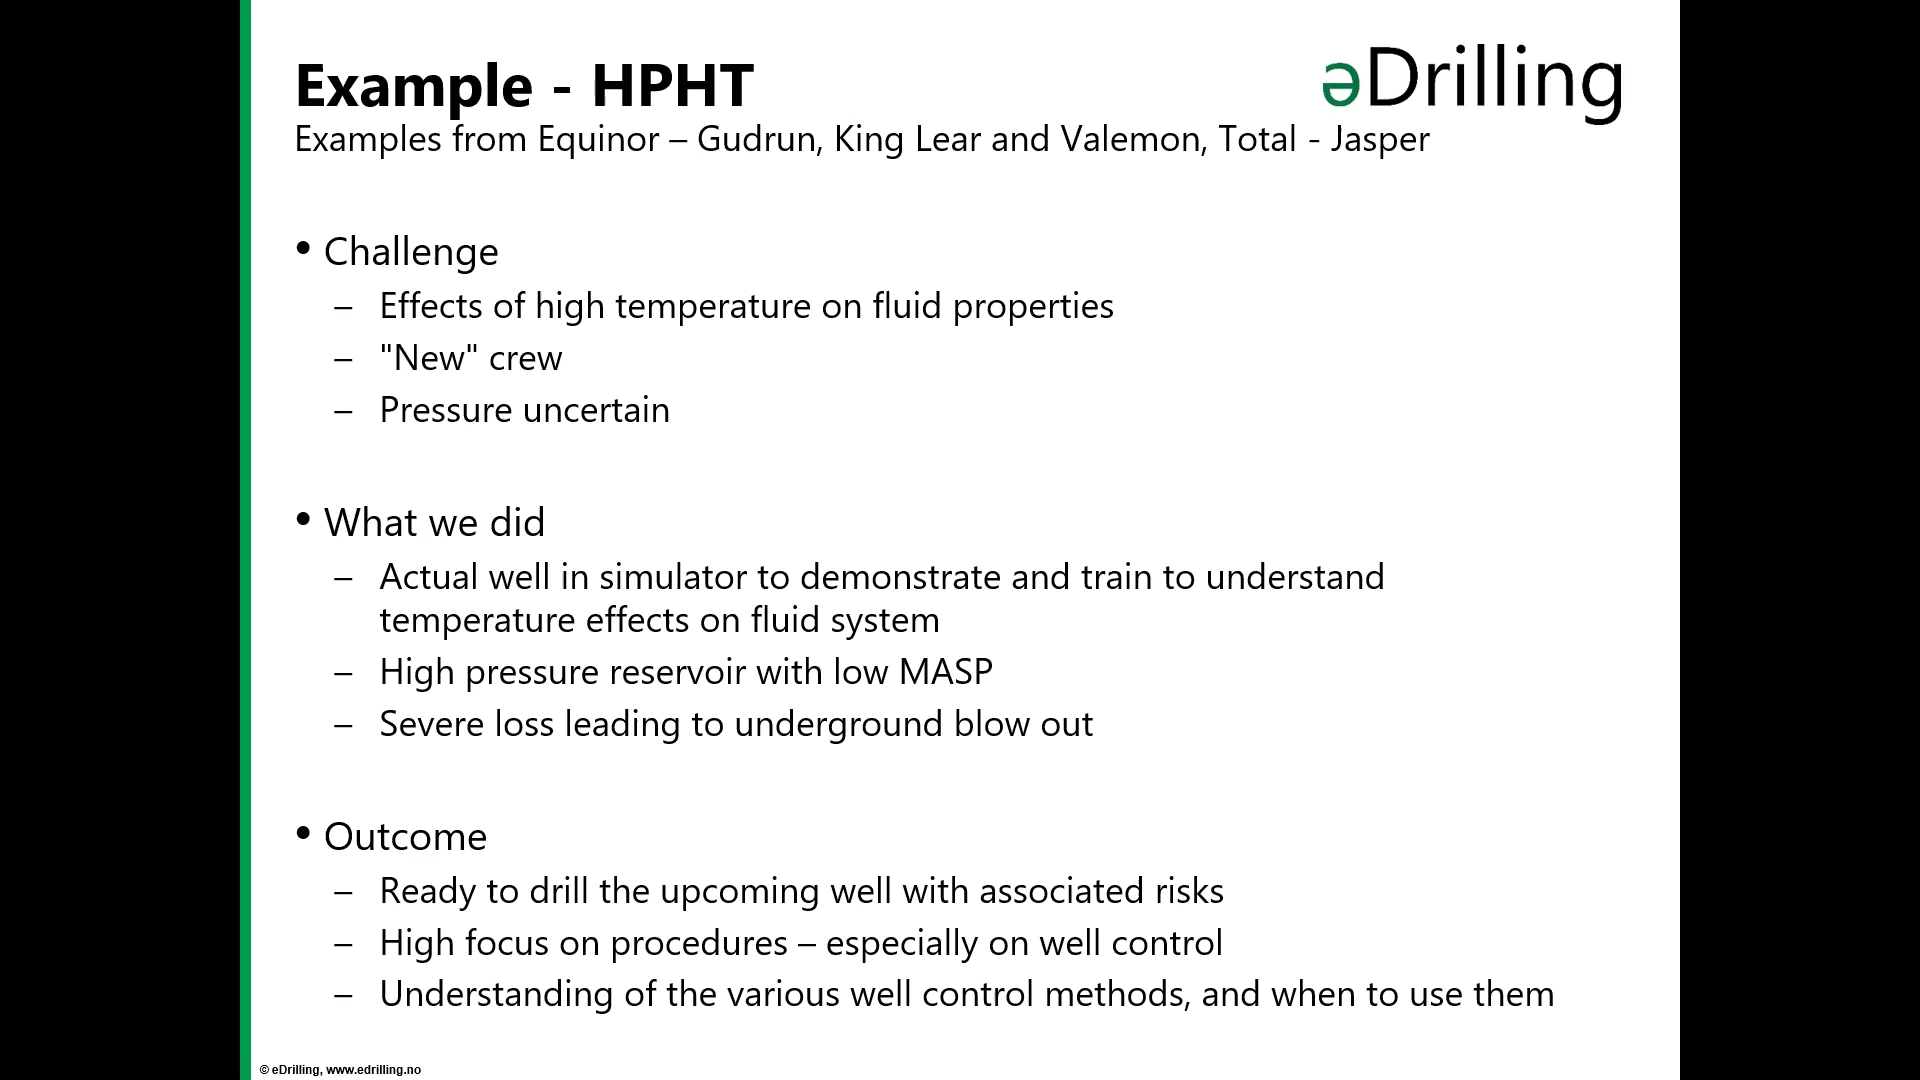 Example - HPHT
əDrilling
Examples from Equinor – Gudrun, King Lear and Valemon, Total - Jasper
• Challenge
– Effects of high temperature on fluid properties
– "New" crew
– Pressure uncertain
• What we did
– Actual well in simulator to demonstrate and train to understand
temperature effects on fluid system
– High pressure reservoir with low MASP
– Severe loss leading to underground blow out
• Outcome
– Ready to drill the upcoming well with associated risks
– High focus on procedures – especially on well control
– Understanding of the various well control methods, and when to use them
© eDrilling, www.edrilling.no